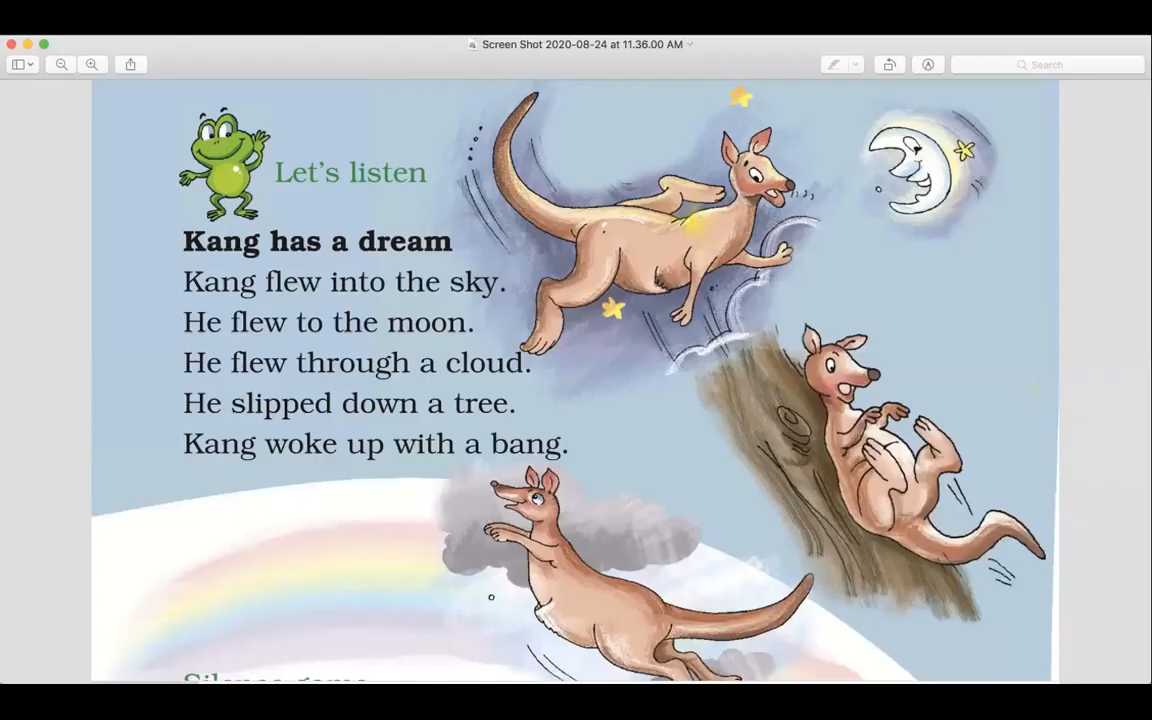 Screen Shot 2020-08-24 at 11.36.00 AM
Search
Let's listen
Kang has a dream
Kang flew into the sky.
He flew to the moon.
He flew through a cloud.
He slipped down a tree.
Kang woke up with a bang.
Silence game